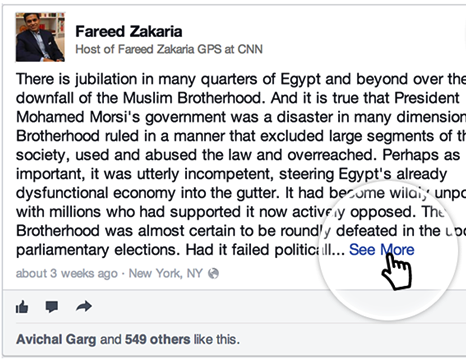 Fareed Zakaria
Host of Fareed Zakaria GPS at CNN
There is jubilation in many quarters of Egypt and beyond over the
downfall of the Muslim Brotherhood. And it is true that President
Mohamed Morsi's government was a disaster in many dimension
Brotherhood ruled in a manner that excluded large segments of th
society, used and abused the law and overreached. Perhaps as
important, it was utterly incompetent, steering Egypt's already
dysfunctional economy into the gutter. It had become wildly unpo
with millions who had supported it now actively opposed. The
Brotherhood was almost certain to be roundly defeated in the upc
parliamentary elections. Had it failed politicall... See More
about 3 weeks ago · New York, NY
Avichal Garg and 549 others like this.